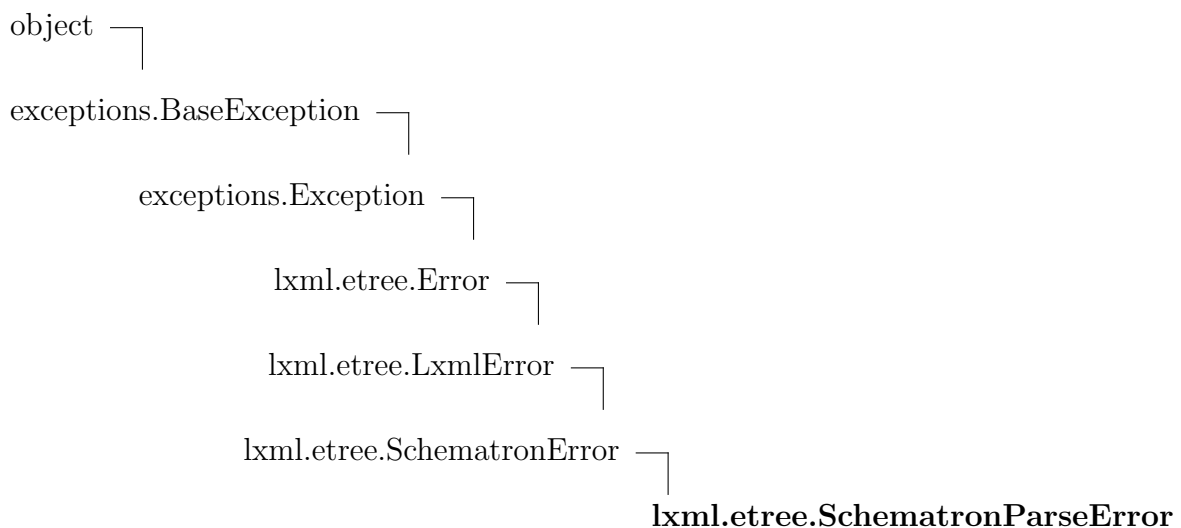 object
exceptions.BaseException
exceptions.Exception
lxml.etree.Error
lxml.etree.LxmlError
lxml.etree.SchematronError
lxml.etree.SchematronParseError